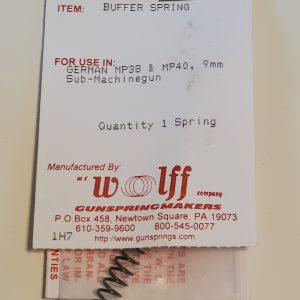 ITEM: BUFFER SPRING
FOR USE IN:
GERMAN MP38 & MP40, 9mm
Sub-Machinegun
Quantity 1 Spring
Manufactured By:
w.c. wolff company
GUNSPRINGMAKERS
P.O.Box 458, Newtown Square, PA 19073
610-359-9600 800-545-0077
1H7 http://www.gunsprings.com